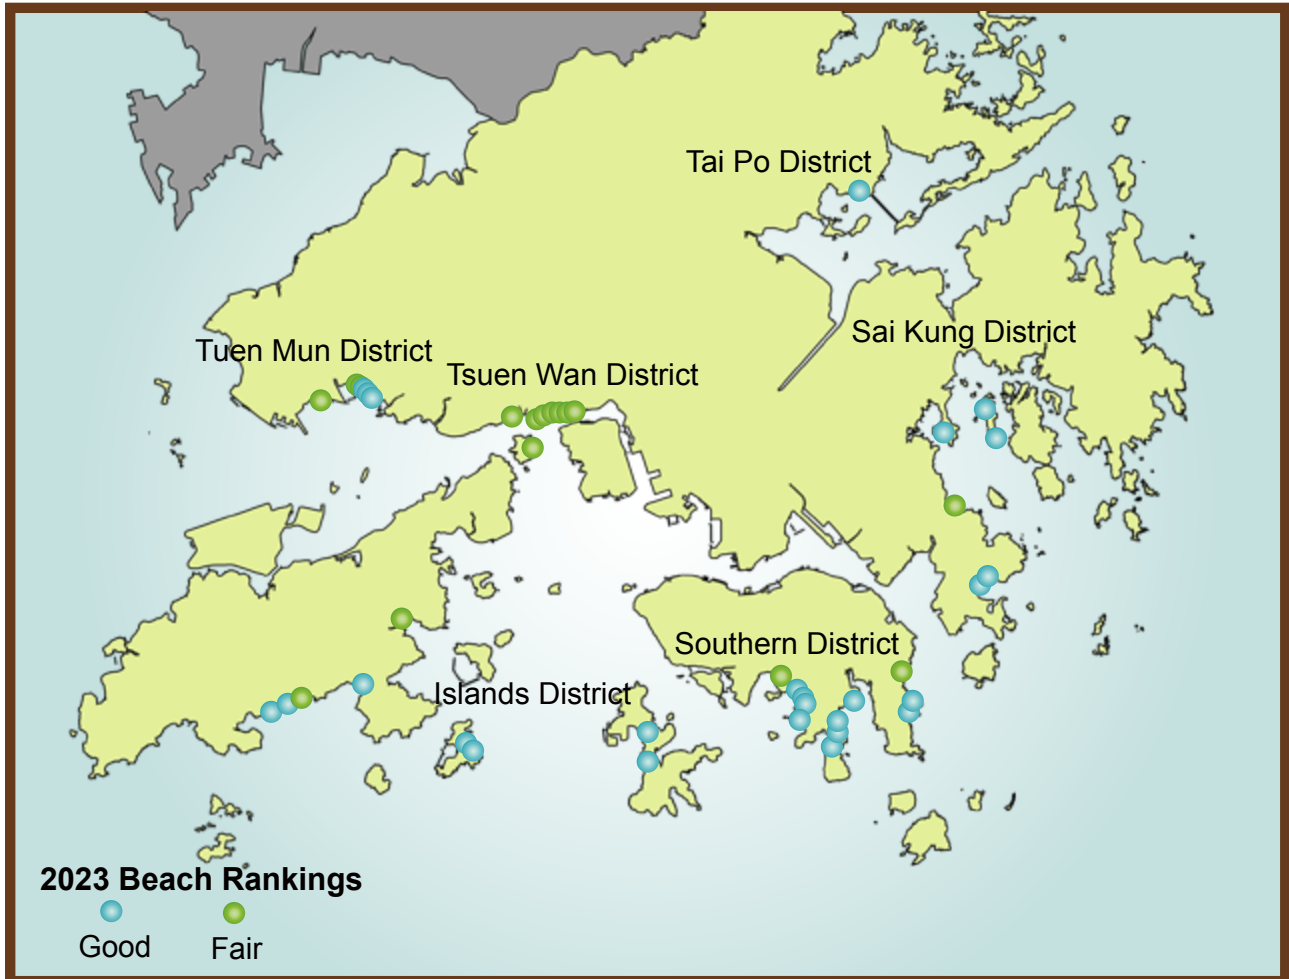 Tai Po District
Sai Kung District
Tuen Mun District
Tsuen Wan District
Southern District
Islands District
2023 Beach Rankings
Good
Fair